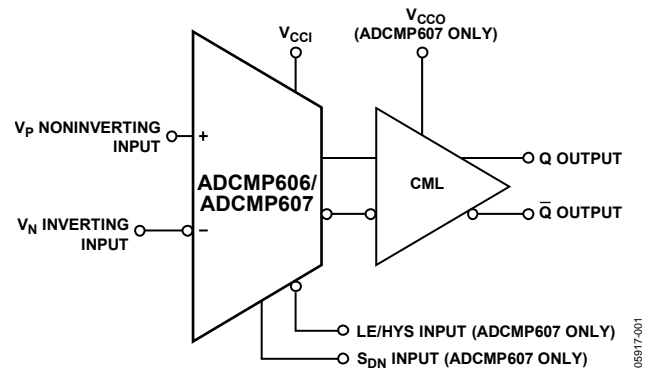 VCCI
VCCO
(ADCMP607 ONLY)
VP NONINVERTING
INPUT
+
ADCMP606/
ADCMP607
CML
Q OUTPUT
VN INVERTING
INPUT
–
Q̅ OUTPUT
LE/HYS INPUT (ADCMP607 ONLY)
SDN INPUT (ADCMP607 ONLY)
05917-001